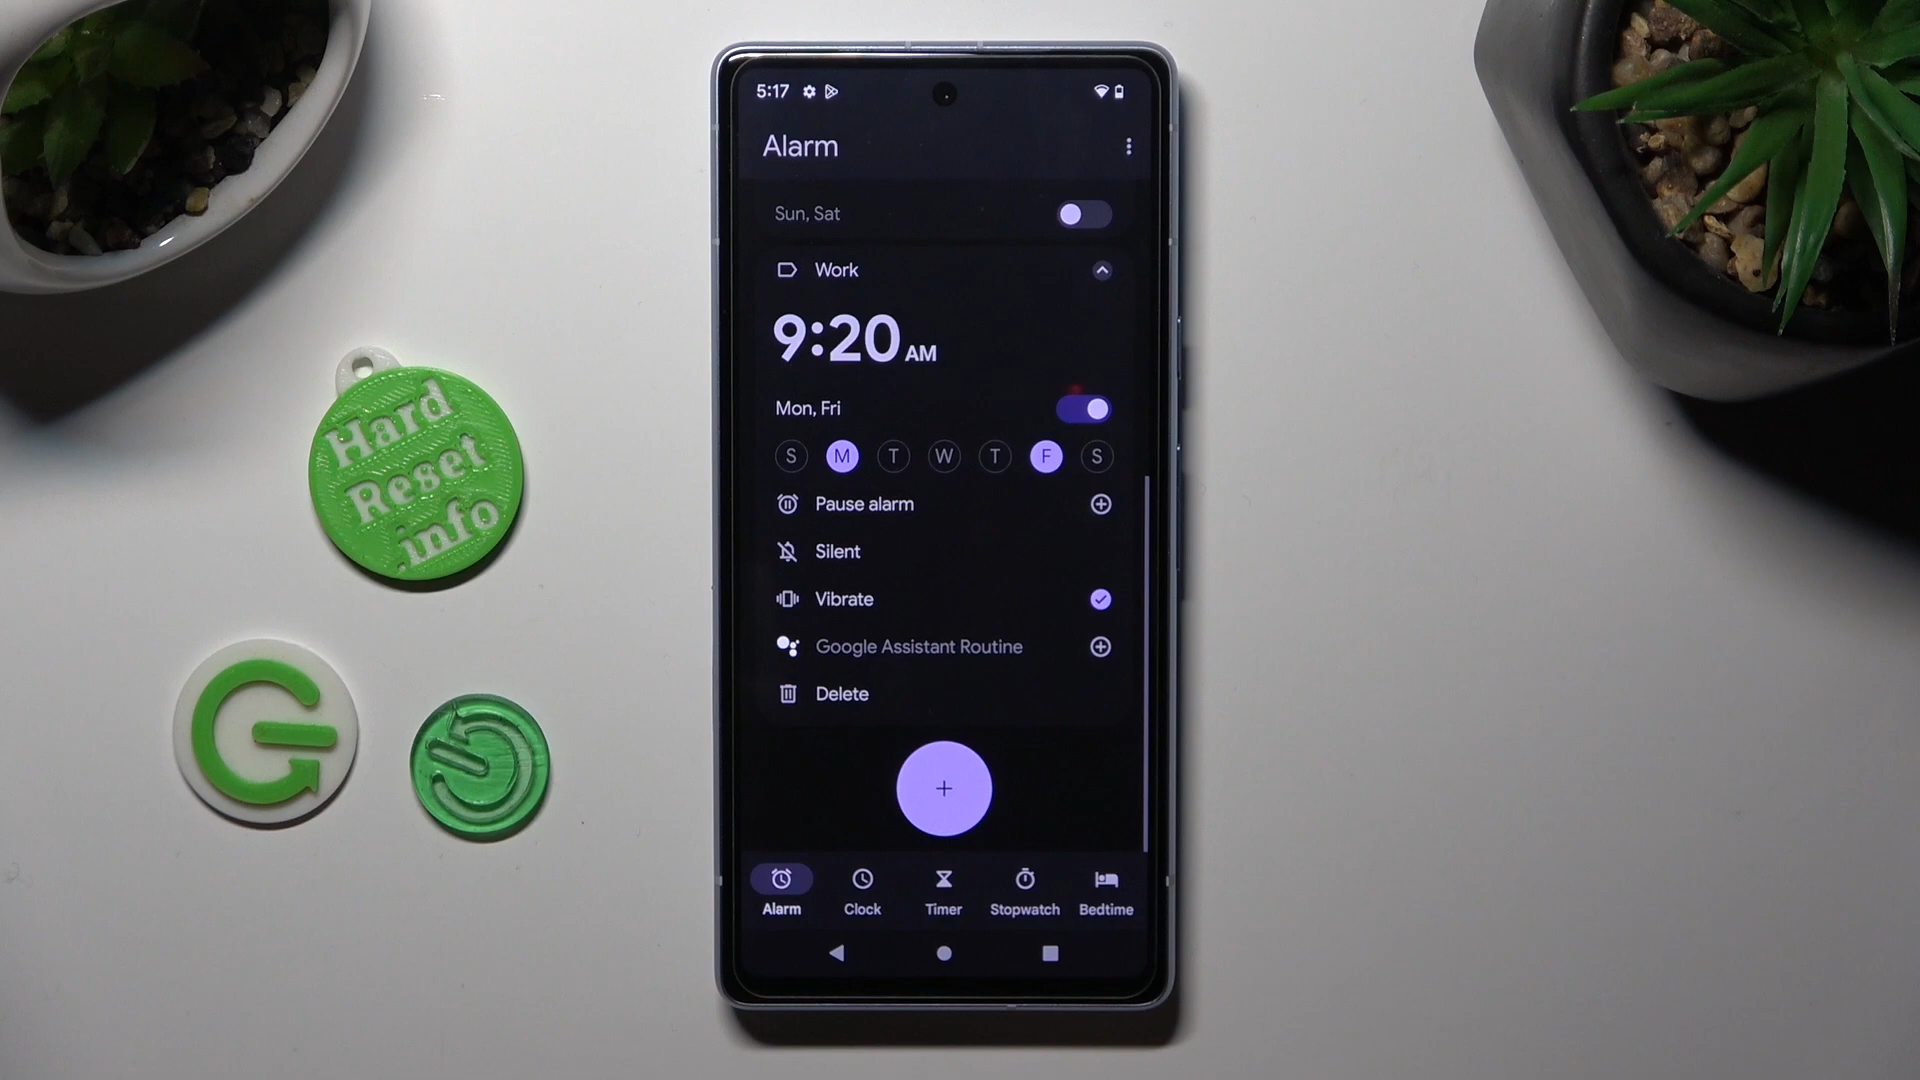 5:17
Alarm
Sun, Sat
Work
9:20 AM
Mon, Fri
S M T W T F S
Pause alarm
Silent
Vibrate
Google Assistant Routine
Delete
Alarm Clock Timer Stopwatch Bedtime
Hard
Reset
.info